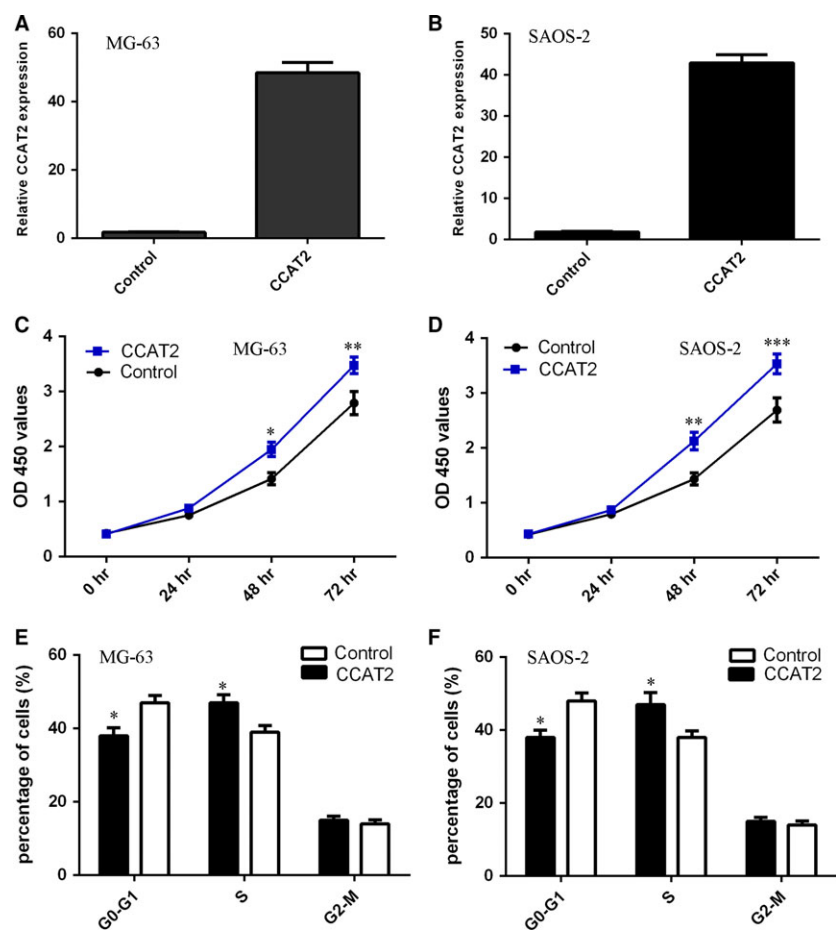 A
MG-63
Relative CCAT2 expression
60
40
20
0
Control
CCAT2
B
SAOS-2
Relative CCAT2 expression
50
40
30
20
10
0
Control
CCAT2
C
CCAT2
Control
MG-63
OD 450 values
4
3
2
1
0
*
**
0 hr
24 hr
48 hr
72 hr
D
Control
CCAT2
SAOS-2
OD 450 values
4
3
2
1
0
**
***
0 hr
24 hr
48 hr
72 hr
E
MG-63
Control
CCAT2
percentage of cells (%)
60
40
20
0
*
*
G0-G1
S
G2-M
F
SAOS-2
Control
CCAT2
percentage of cells (%)
60
40
20
0
*
*
G0-G1
S
G2-M